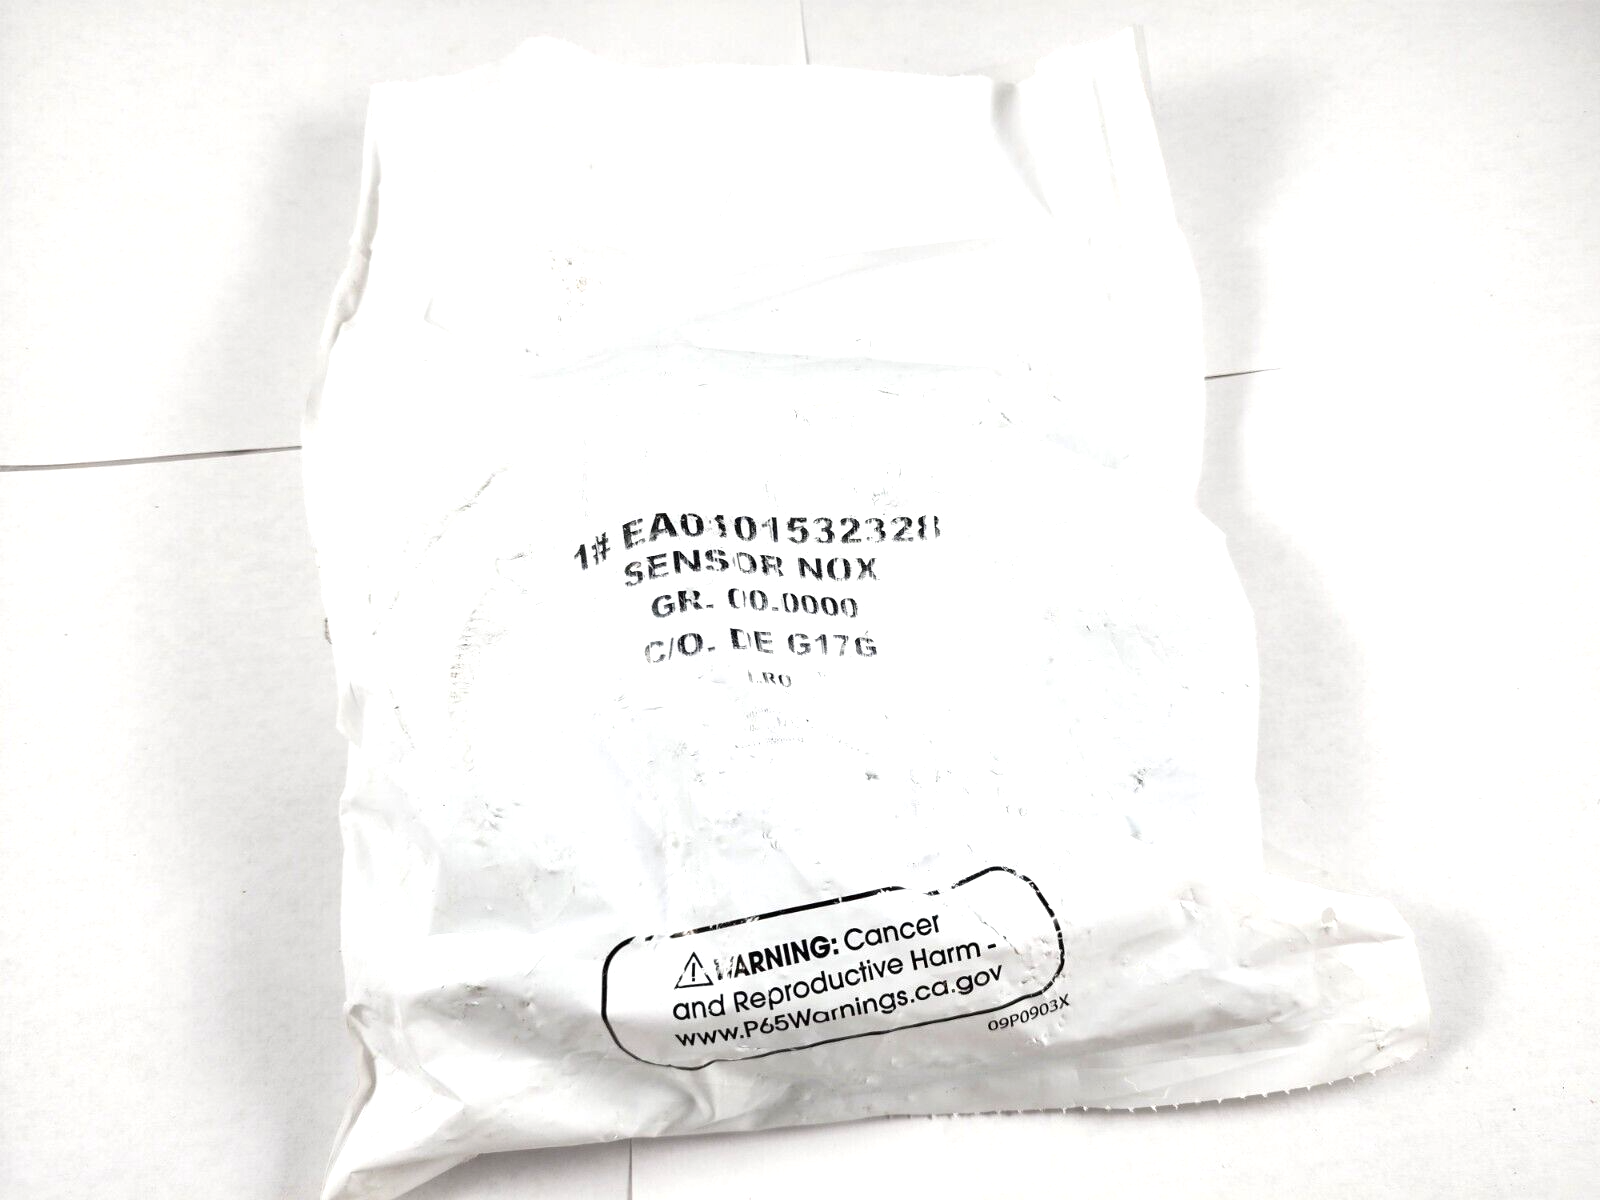 1# EA0101532328
SENSOR NOX
GR. 00.0000
C/O. DE G17G
⚠ WARNING: Cancer
and Reproductive Harm -
www.P65Warnings.ca.gov
09P0903X